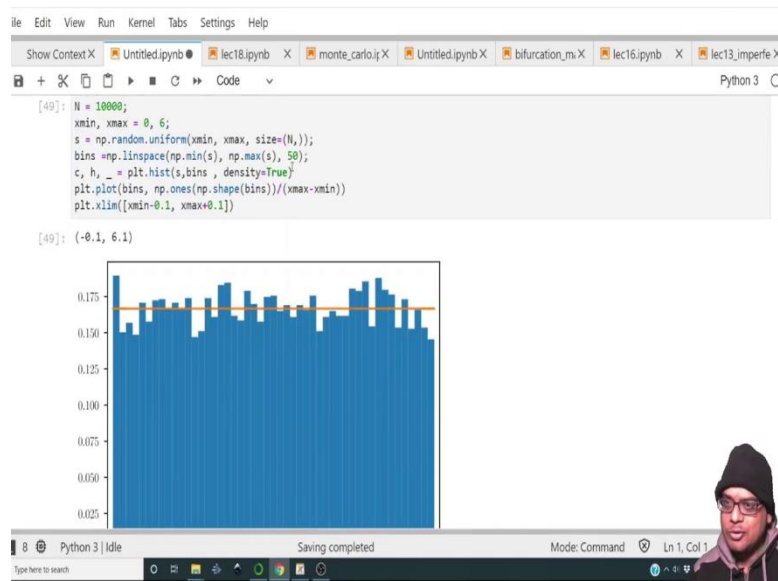 ile Edit View Run Kernel Tabs Settings Help
Show Context X Untitled.ipynb lec18.ipynb X monte_carlo.i X Untitled.ipynb X bifurcation_m X lec16.ipynb X lec13_imperfe X
Code Python 3
[49]: N = 10000;
xmin, xmax = 0, 6;
s = np.random.uniform(xmin, xmax, size=(N,));
bins =np.linspace(np.min(s), np.max(s), 50);
c, h, _ = plt.hist(s,bins , density=True)
plt.plot(bins, np.ones(np.shape(bins))/(xmax-xmin))
plt.xlim([xmin-0.1, xmax+0.1])
[49]: (-0.1, 6.1)
0.175
0.150
0.125
0.100
0.075
0.050
0.025
8 Python 3 | Idle Saving completed Mode: Command Ln 1, Col 1
Type here to search